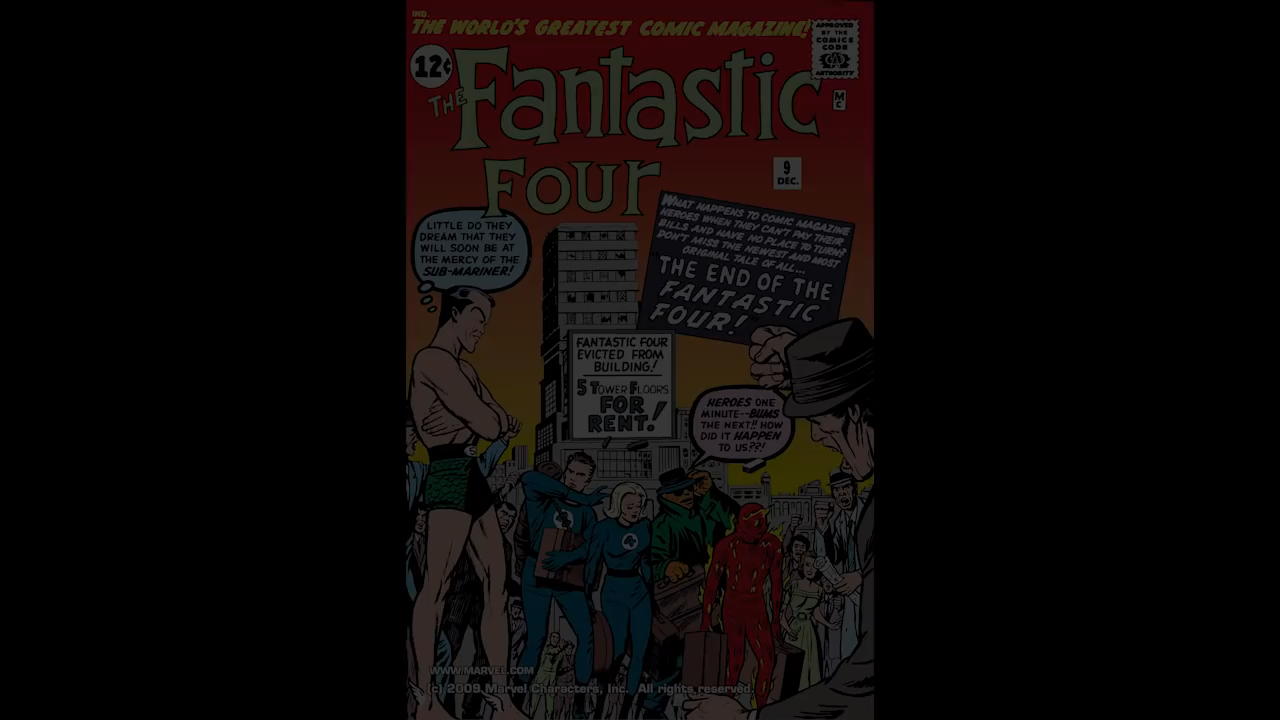 IND.
THE WORLD'S GREATEST COMIC MAGAZINE!
APPROVED
BY THE
COMICS
CODE
CA
AUTHORITY
12¢
THE Fantastic
Four
M
C
9
DEC.
LITTLE DO THEY
DREAM THAT THEY
WILL SOON BE AT
THE MERCY OF THE
SUB-MARINER!
WHAT HAPPENS TO COMIC MAGAZINE
HEROES WHEN THEY CAN'T PAY THEIR
BILLS AND HAVE NO PLACE TO TURN?
DON'T MISS THE NEWEST AND MOST
ORIGINAL TALE OF ALL...
THE END OF THE
FANTASTIC
FOUR!
FANTASTIC FOUR
EVICTED FROM
BUILDING!
5 TOWER FLOORS
FOR
RENT!
HEROES ONE
MINUTE--BUMS
THE NEXT!! HOW
DID IT HAPPEN
TO US??!
4
4
WWW.MARVEL.COM
(c) 2009 Marvel Characters, Inc. All rights reserved.